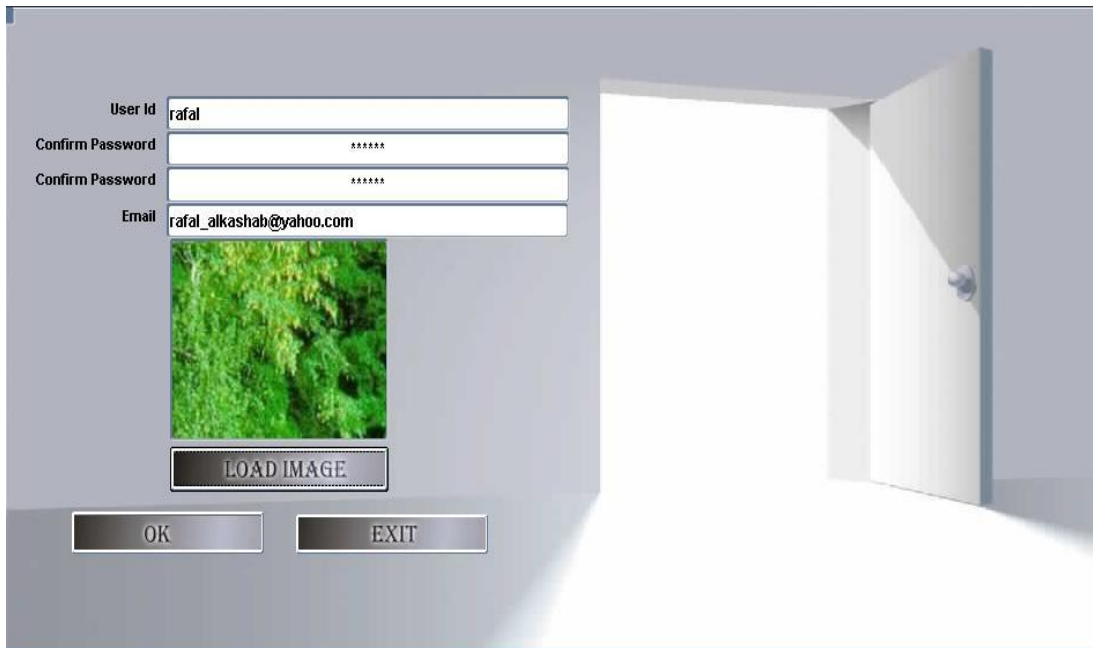 User Id rafal
Confirm Password ******
Confirm Password ******
Email rafal_alkashab@yahoo.com
LOAD IMAGE
OK EXIT